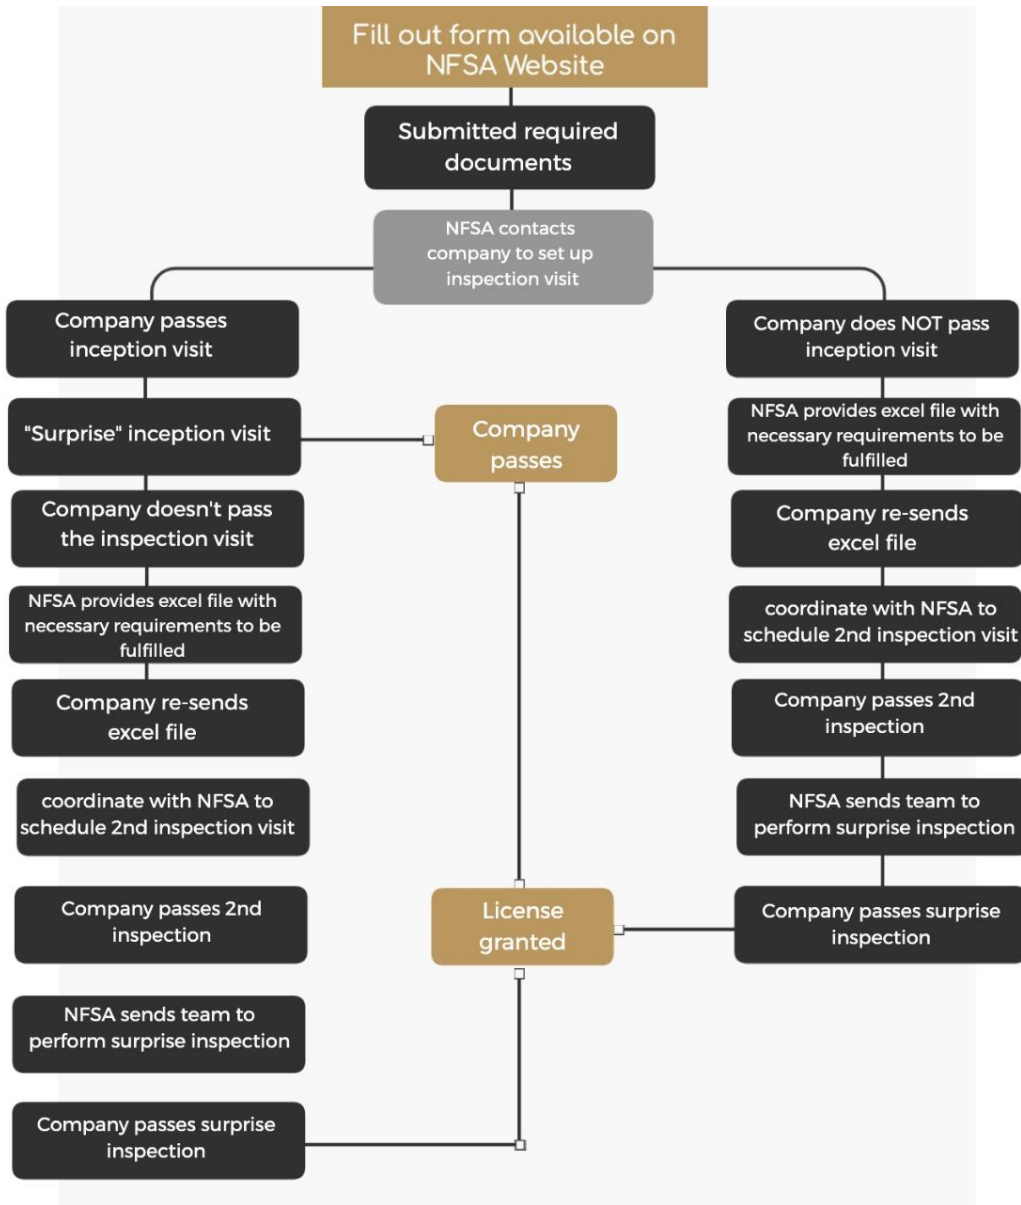 Fill out form available on
NFSA Website
Submitted required
documents
NFSA contacts
company to set up
inspection visit
Company passes
inception visit
"Surprise" inception visit
Company doesn't pass
the inspection visit
NFSA provides excel file with
necessary requirements to be
fulfilled
Company re-sends
excel file
coordinate with NFSA to
schedule 2nd inspection visit
Company passes 2nd
inspection
NFSA sends team to
perform surprise inspection
Company passes surprise
inspection
Company
passes
License
granted
Company does NOT pass
inception visit
NFSA provides excel file with
necessary requirements to be
fulfilled
Company re-sends
excel file
coordinate with NFSA to
schedule 2nd inspection visit
Company passes 2nd
inspection
NFSA sends team to
perform surprise inspection
Company passes surprise
inspection